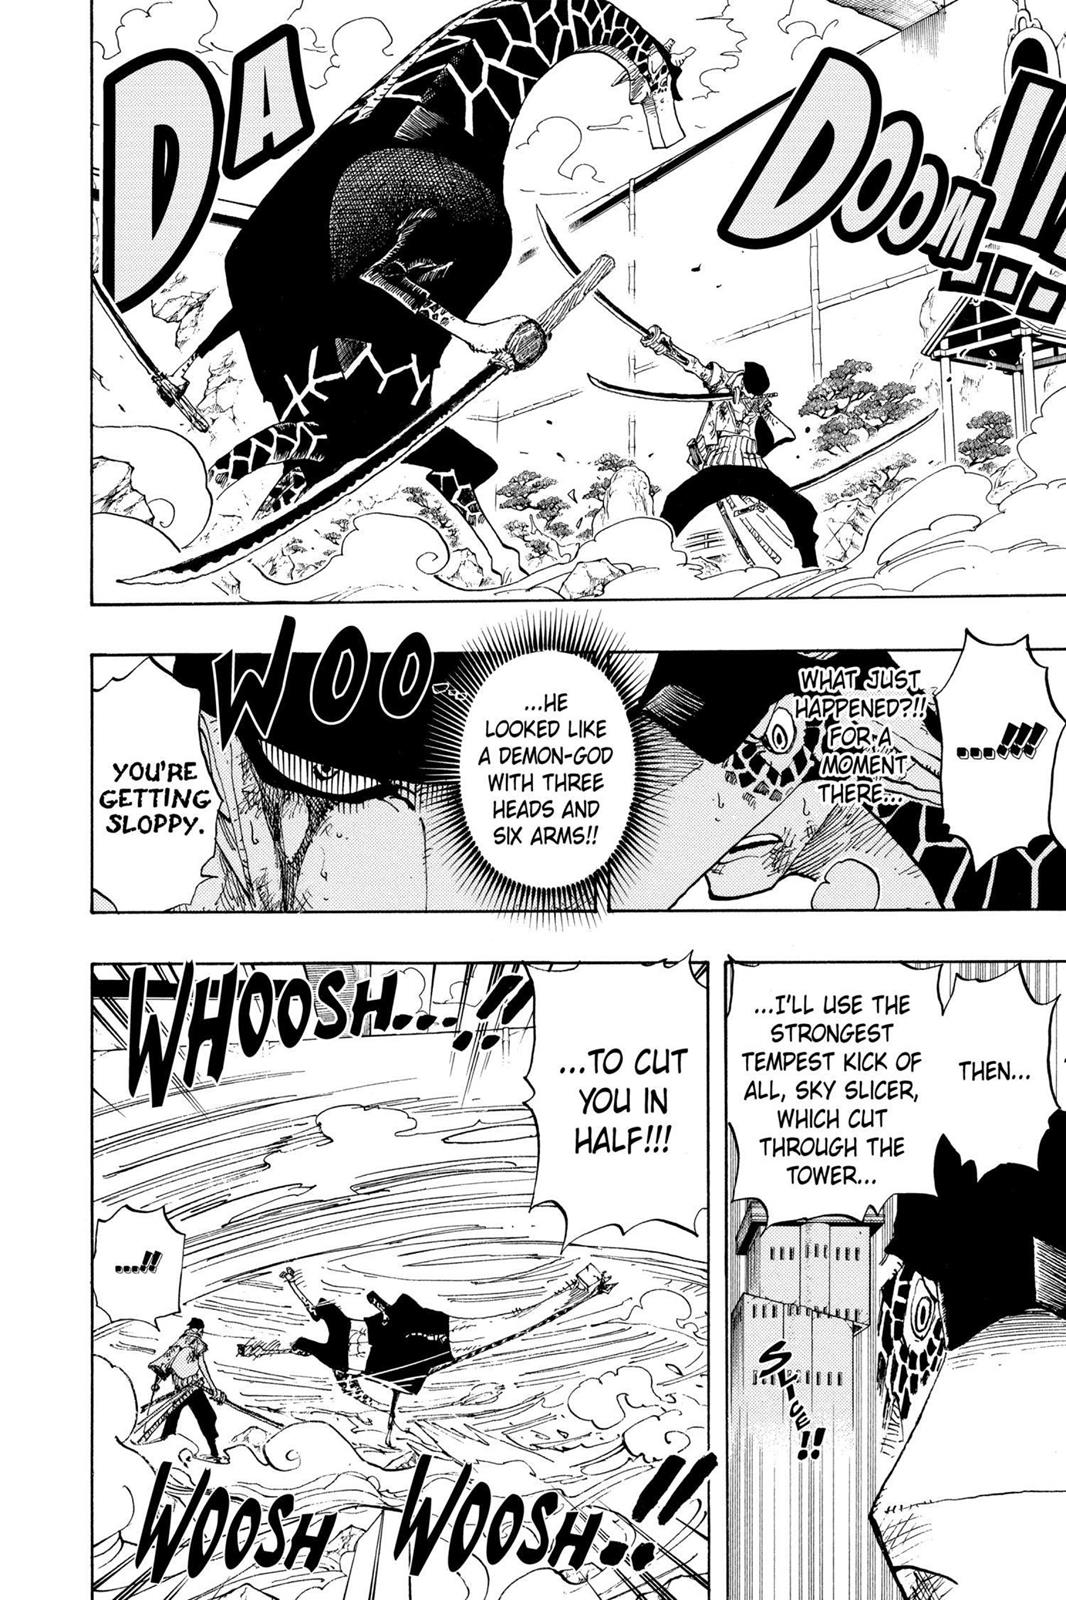 DOOM!!!...
DA
DA
...!!!
WHAT JUST
HAPPENED?!!
FOR A
MOMENT
THERE...
...HE
LOOKED LIKE
A DEMON-GOD
WITH THREE
HEADS AND
SIX ARMS!!
WOO...
YOU'RE
GETTING
SLOPPY.
THEN...
...I'LL USE THE
STRONGEST
TEMPEST KICK OF
ALL, SKY SLICER,
WHICH CUT
THROUGH THE
TOWER...
SLICE!!
...TO CUT
YOU IN
HALF!!!
WHOOSH...!!
...!!
WOOSH
WOOSH..!!